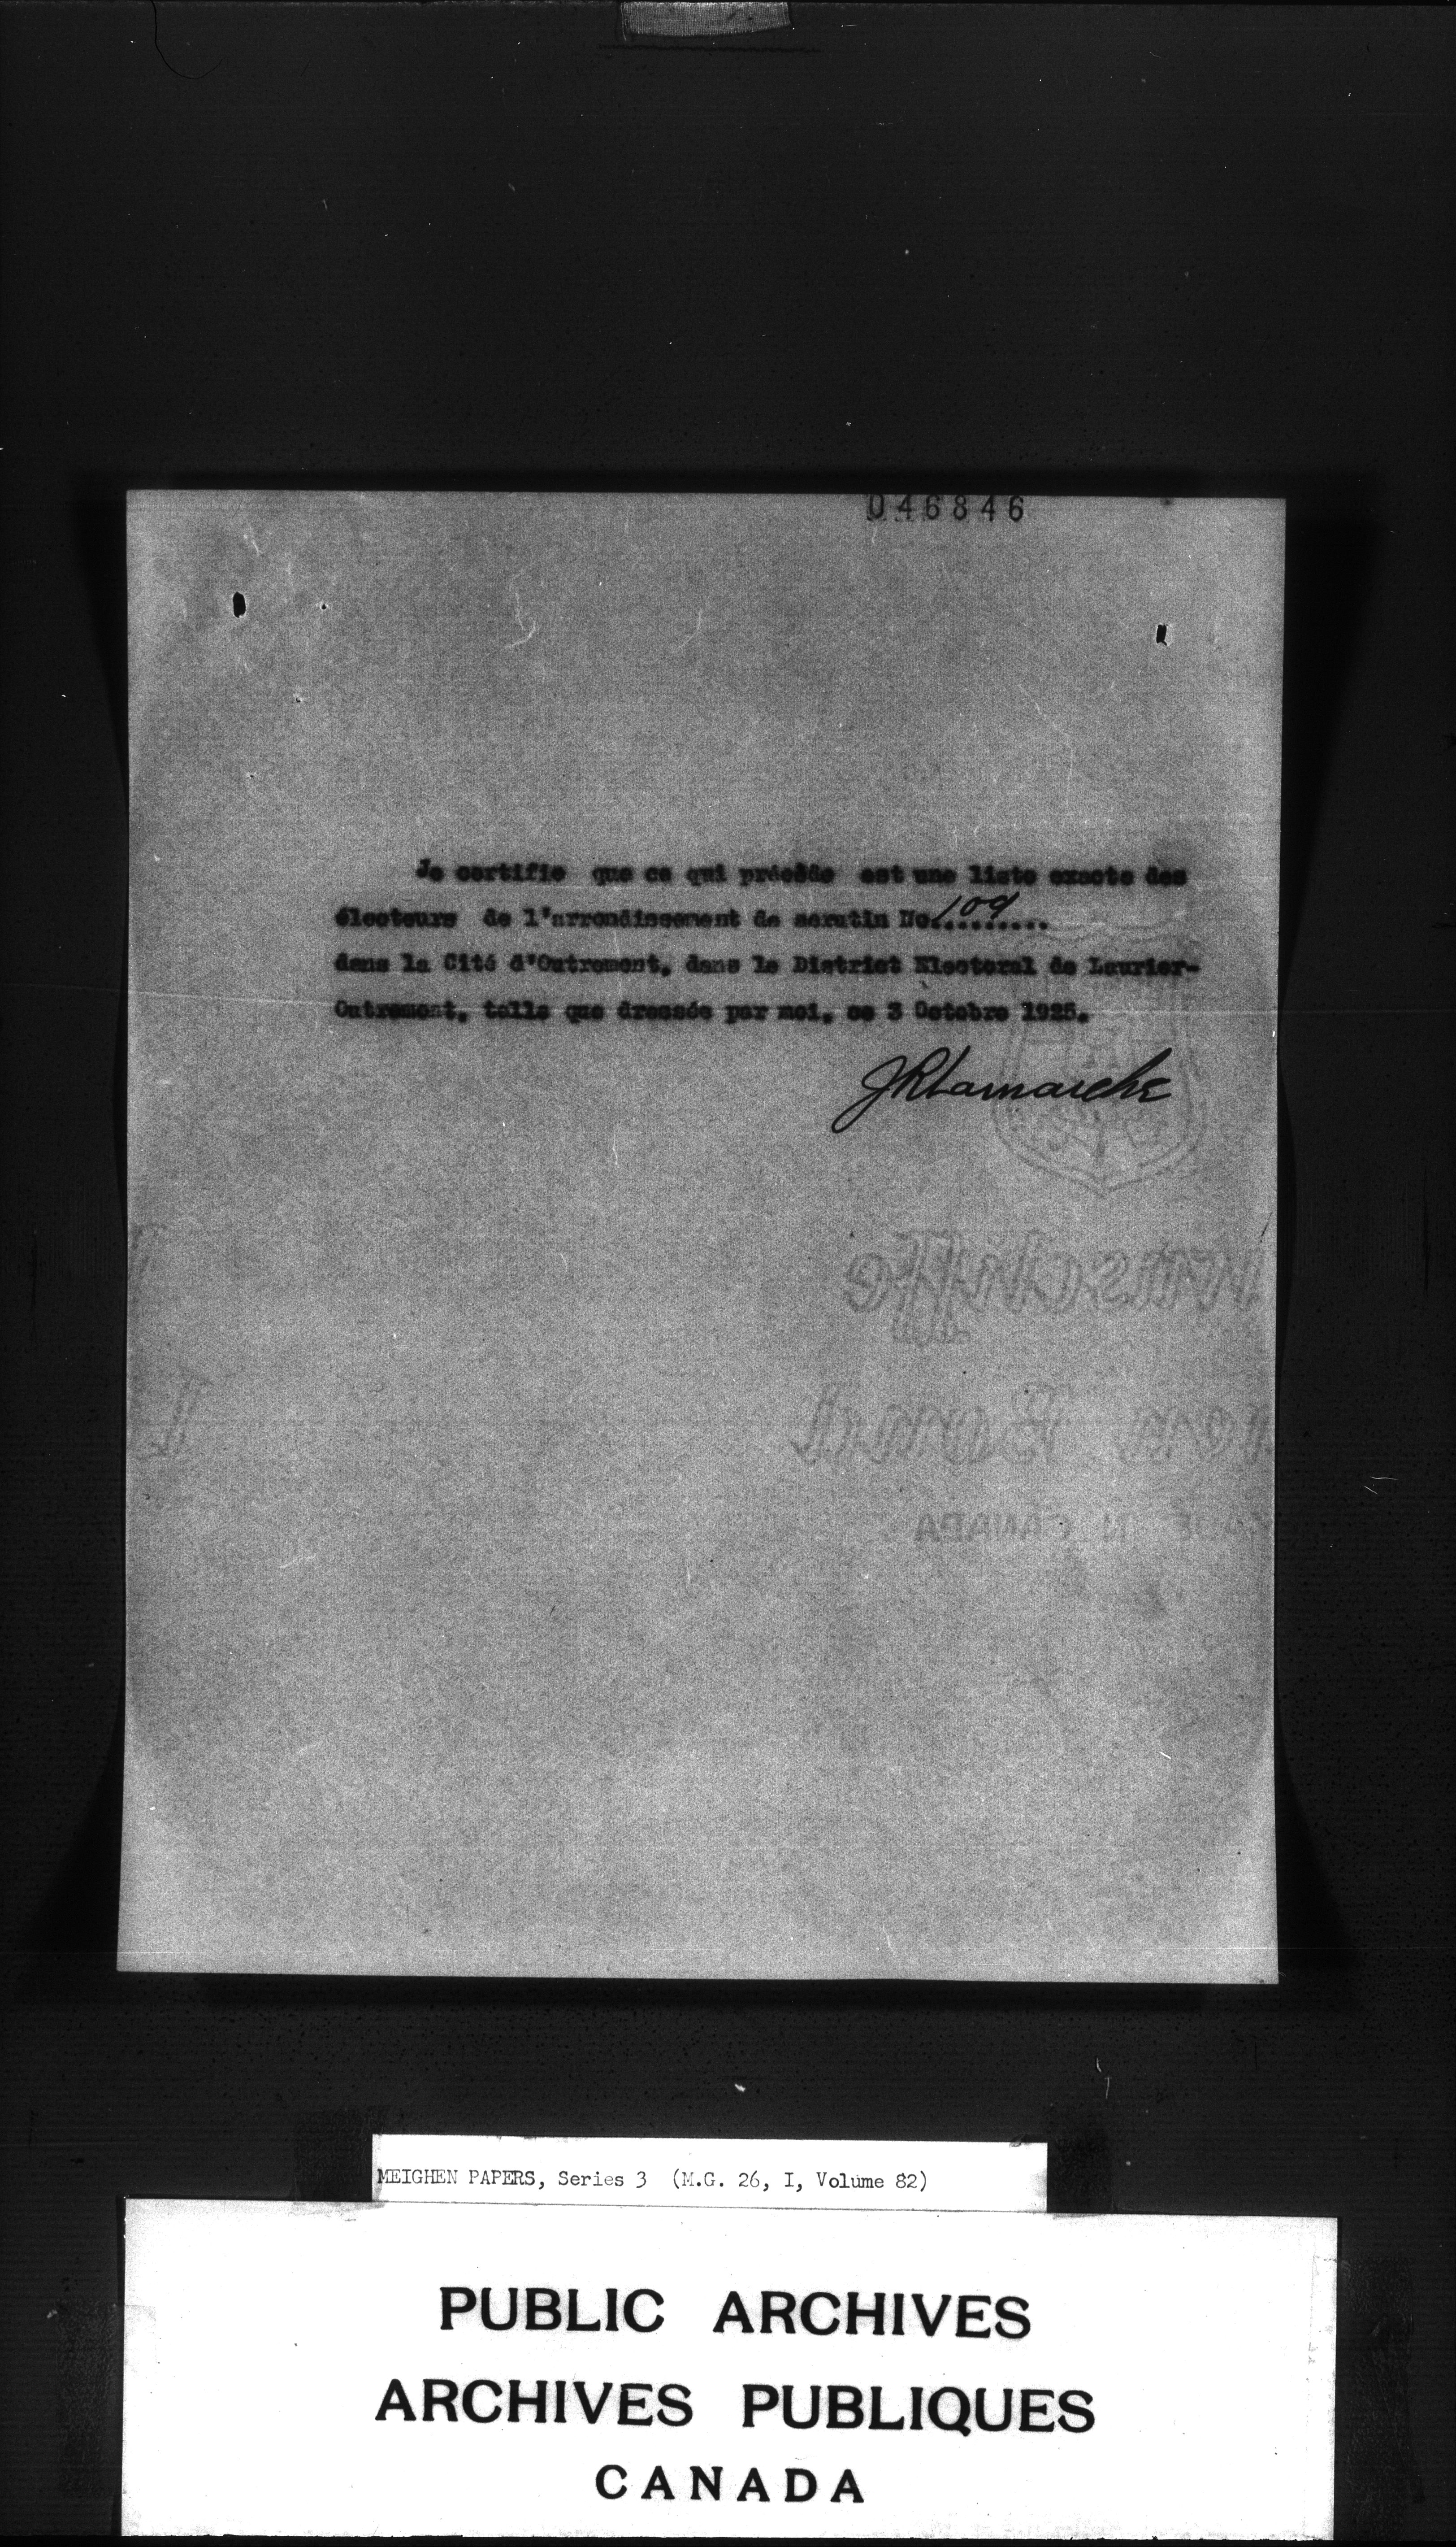 046846
Je certifie que ce qui précède est une liste exacte des
électeurs de l'arrondissement de scrutin No.109........
dans la Cité d'Outremont, dans le District Electoral de Laurier-
Outremont, telle que dressée par moi, ce 3 Octobre 1925.
JRLamarche
CANADA
MEIGHEN PAPERS, Series 3 (M.G. 26, I, Volume 82)
PUBLIC ARCHIVES
ARCHIVES PUBLIQUES
CANADA